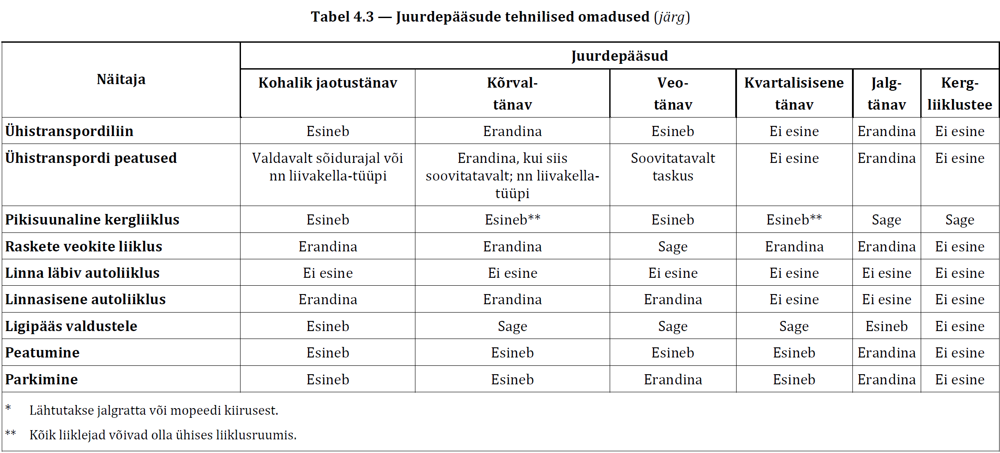 Tabel 4.3 — Juurdepääsude tehnilised omadused (järg)
Näitaja
Juurdepääsud
Kohalik jaotustänav
Kõrval-
tänav
Veo-
tänav
Kvartalisisene
tänav
Jalg-
tänav
Kerg-
liiklustee
Ühistranspordiliin Esineb Erandina Esineb Ei esine Erandina Ei esine
Ühistranspordi peatused
Valdavalt sõidurajal või
nn liivakella-tüüpi
Erandina, kui siis
soovitatavalt; nn liivakella-
tüüpi
Soovitatavalt
taskus
Ei esine
Erandina
Ei esine
Pikisuunaline kergliiklus Esineb Esineb** Esineb Esineb** Sage Sage
Raskete veokite liiklus Erandina Erandina Sage Erandina Erandina Ei esine
Linna läbiv autoliiklus Ei esine Ei esine Ei esine Ei esine Ei esine Ei esine
Linnasisene autoliiklus Erandina Erandina Erandina Ei esine Ei esine Ei esine
Ligipääs valdustele Esineb Sage Sage Sage Esineb Ei esine
Peatumine Esineb Esineb Esineb Esineb Erandina Ei esine
Parkimine Esineb Esineb Erandina Esineb Erandina Ei esine
* Lähtutakse jalgratta või mopeedi kiirusest.
** Kõik liiklejad võivad olla ühises liiklusruumis.